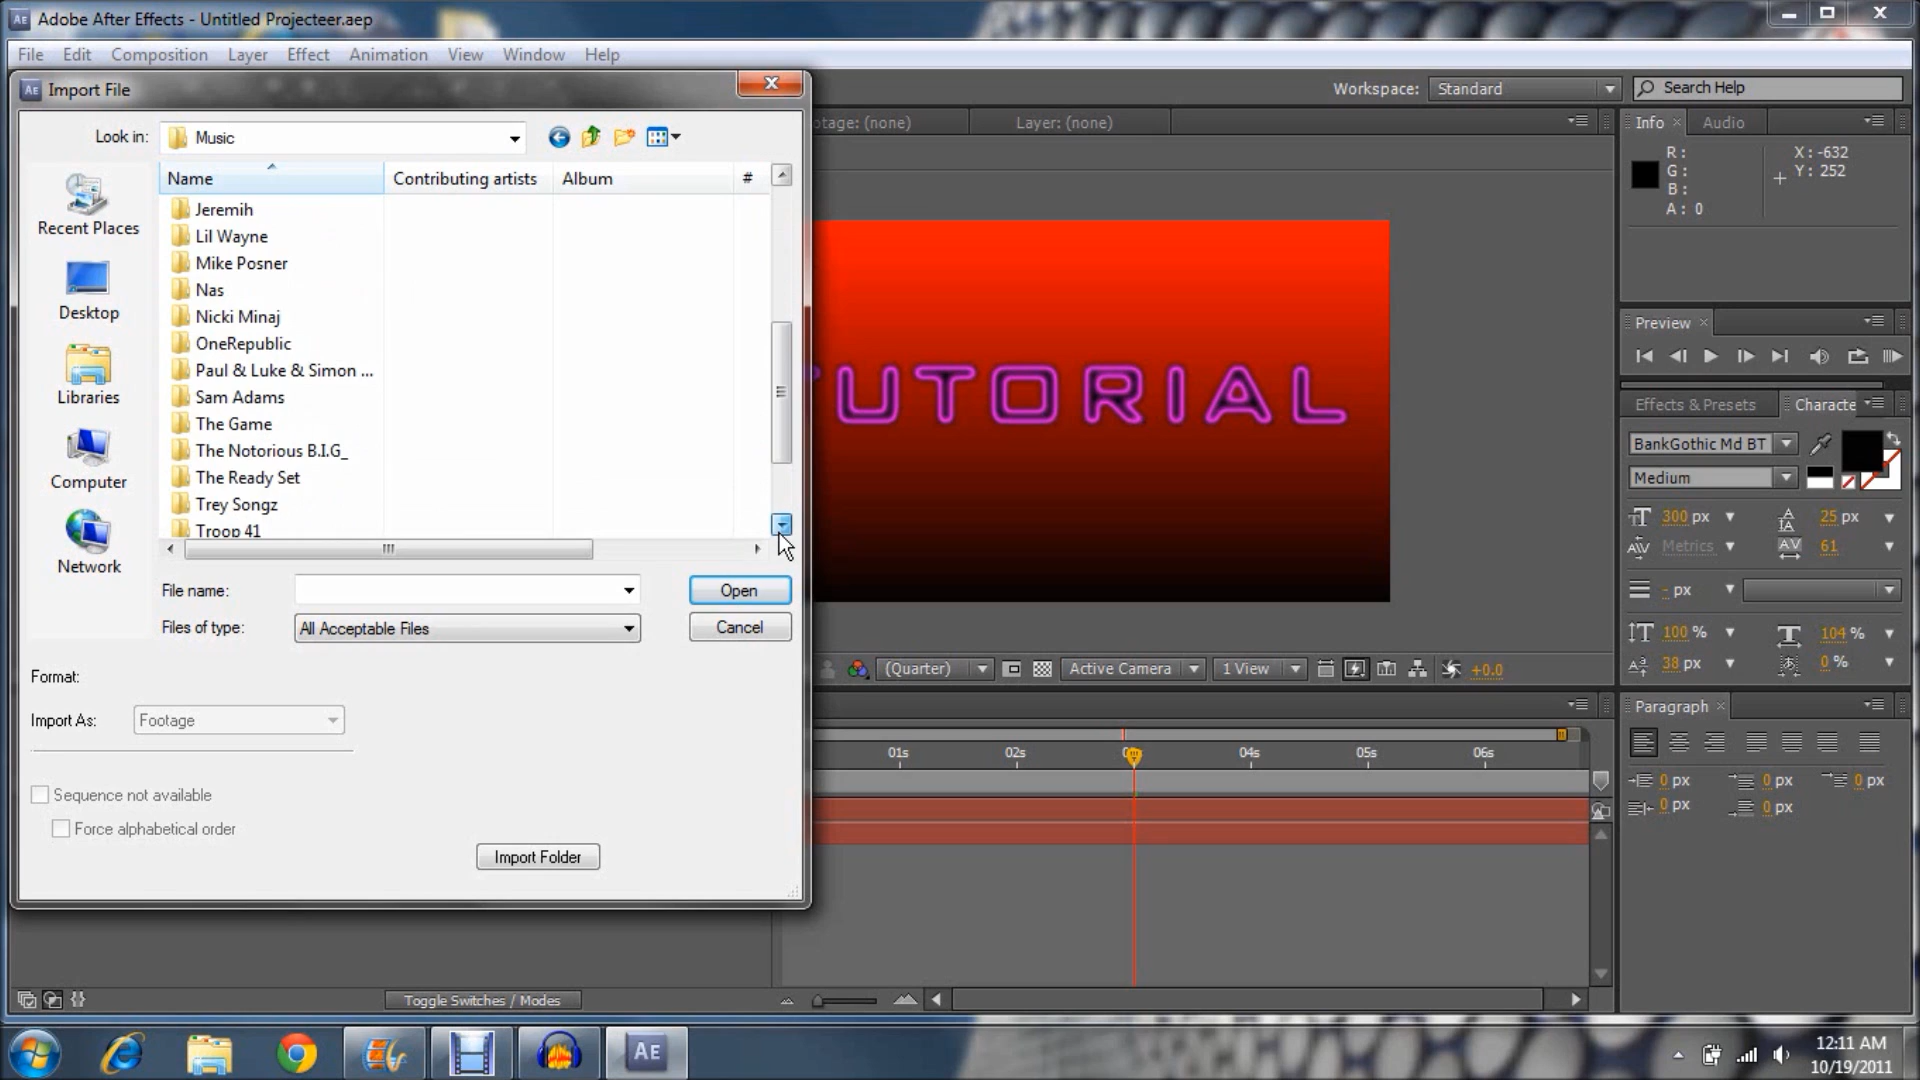 Adobe After Effects - Untitled Projecteer.aep
File Edit Composition Layer Effect Animation View Window Help
Import File
Workspace: Standard
Search Help
Look in: Music
otage: (none)
Layer: (none)
Info
Audio
Name
Contributing artists
Album
#
R:
G:
B:
A: 0
X: -632
Y: 252
Recent Places
Desktop
Libraries
Computer
Network
Jeremih
Lil Wayne
Mike Posner
Nas
Nicki Minaj
OneRepublic
Paul & Luke & Simon ...
Sam Adams
The Game
The Notorious B.I.G_
The Ready Set
Trey Songz
Troop 41
UTORIAL
Preview
Effects & Presets
Characte
BankGothic Md BT
Medium
300 px
25 px
Metrics
61
- px
100 %
104 %
38 px
0 %
File name:
Open
Files of type: All Acceptable Files
Cancel
Format:
Import As: Footage
Sequence not available
Force alphabetical order
Import Folder
(Quarter)
Active Camera
1 View
+0.0
01s 02s 04s 05s 06s
Paragraph
0 px 0 px 0 px
0 px 0 px
Toggle Switches / Modes
AE
12:11 AM
10/19/2011